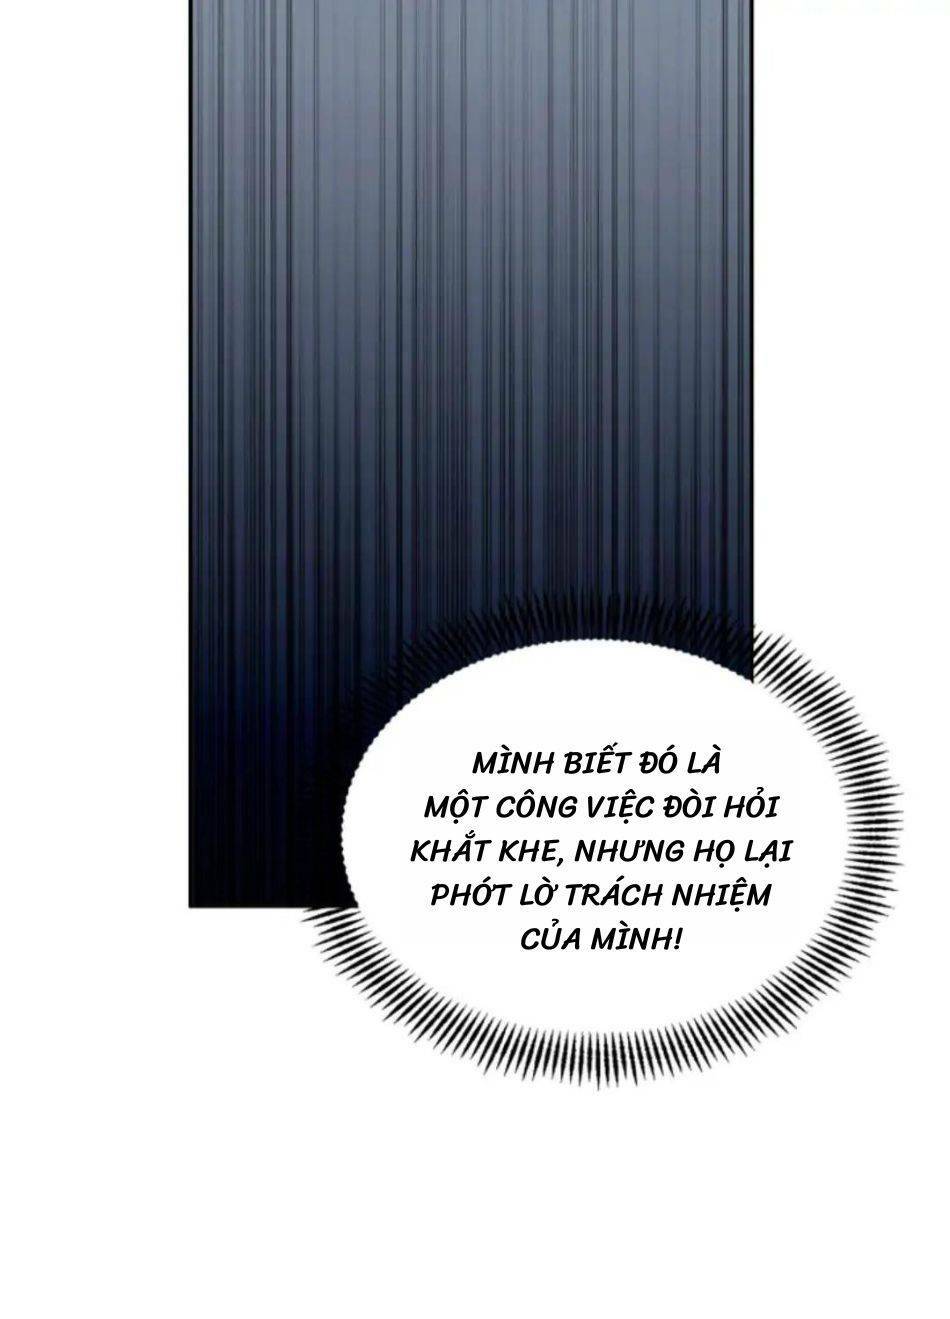 MÌNH BIẾT ĐÓ LÀ
MỘT CÔNG VIỆC ĐÒI HỎI
KHẮT KHE, NHƯNG HỌ LẠI
PHỚT LỜ TRÁCH NHIỆM
CỦA MÌNH!